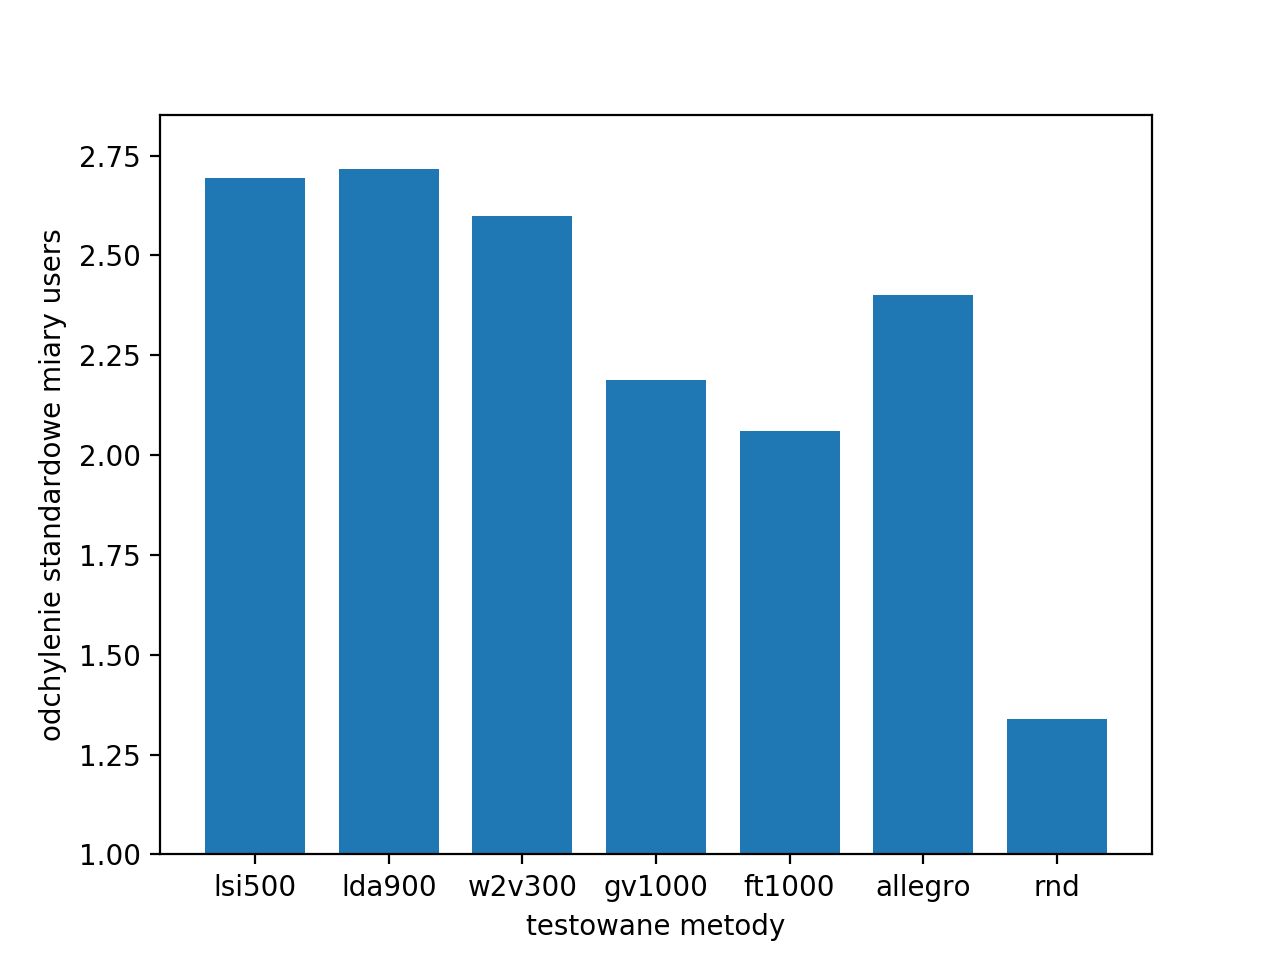 odchylenie standardowe miary users
2.75
2.50
2.25
2.00
1.75
1.50
1.25
1.00
lsi500 lda900 w2v300 gv1000 ft1000 allegro rnd
testowane metody